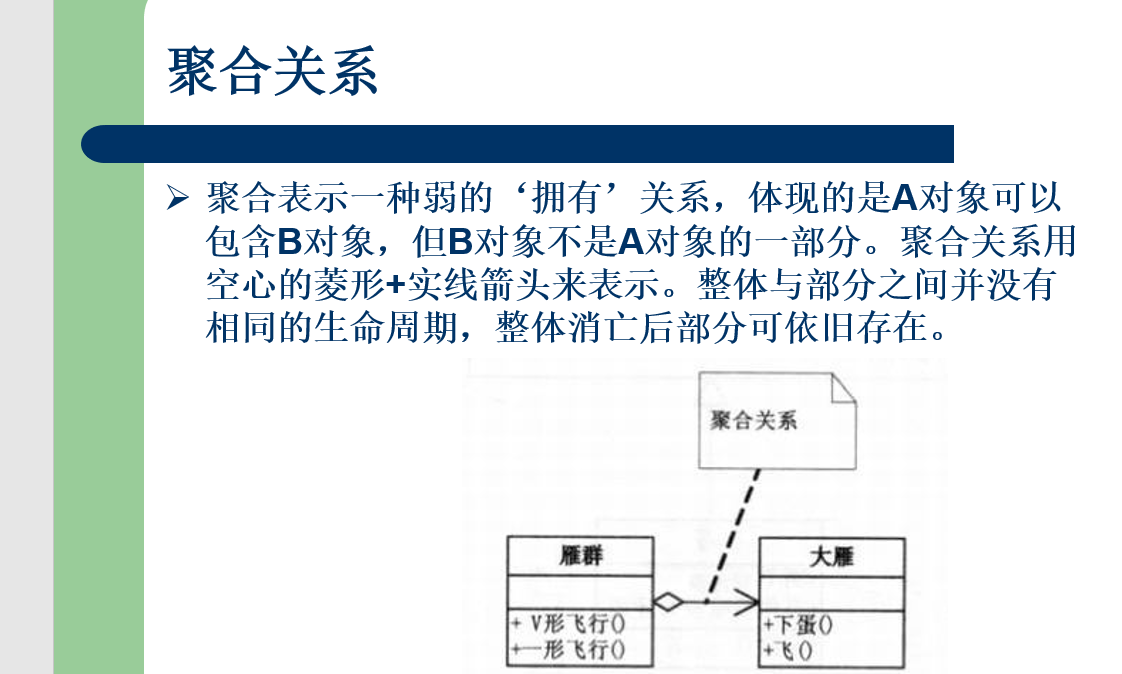 聚合关系
聚合表示一种弱的‘拥有’关系，体现的是A对象可以
包含B对象，但B对象不是A对象的一部分。聚合关系用
空心的菱形+实线箭头来表示。整体与部分之间并没有
相同的生命周期，整体消亡后部分可依旧存在。
聚合关系
雁群
+ V形飞行()
+一形飞行()
大雁
+下蛋()
+飞()